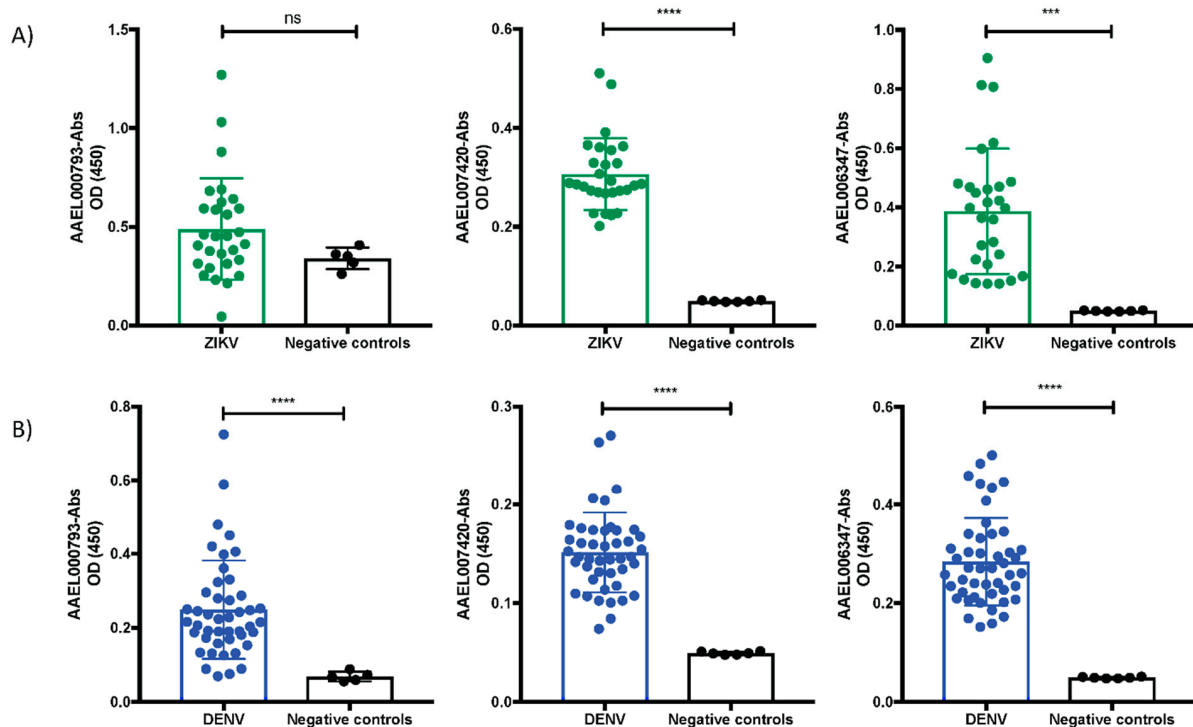 A)
ns
1.5
1.0
0.5
0.0
AAEL000793-Abs
OD (450)
ZIKV
Negative controls
****
0.6
0.4
0.2
0.0
AAEL007420-Abs
OD (450)
ZIKV
Negative controls
***
1.0
0.8
0.6
0.4
0.2
0.0
AAEL006347-Abs
OD (450)
ZIKV
Negative controls
B)
****
0.8
0.6
0.4
0.2
0.0
AAEL000793-Abs
OD (450)
DENV
Negative controls
****
0.3
0.2
0.1
0.0
AAEL007420-Abs
OD (450)
DENV
Negative controls
****
0.6
0.4
0.2
0.0
AAEL006347-Abs
OD (450)
DENV
Negative controls